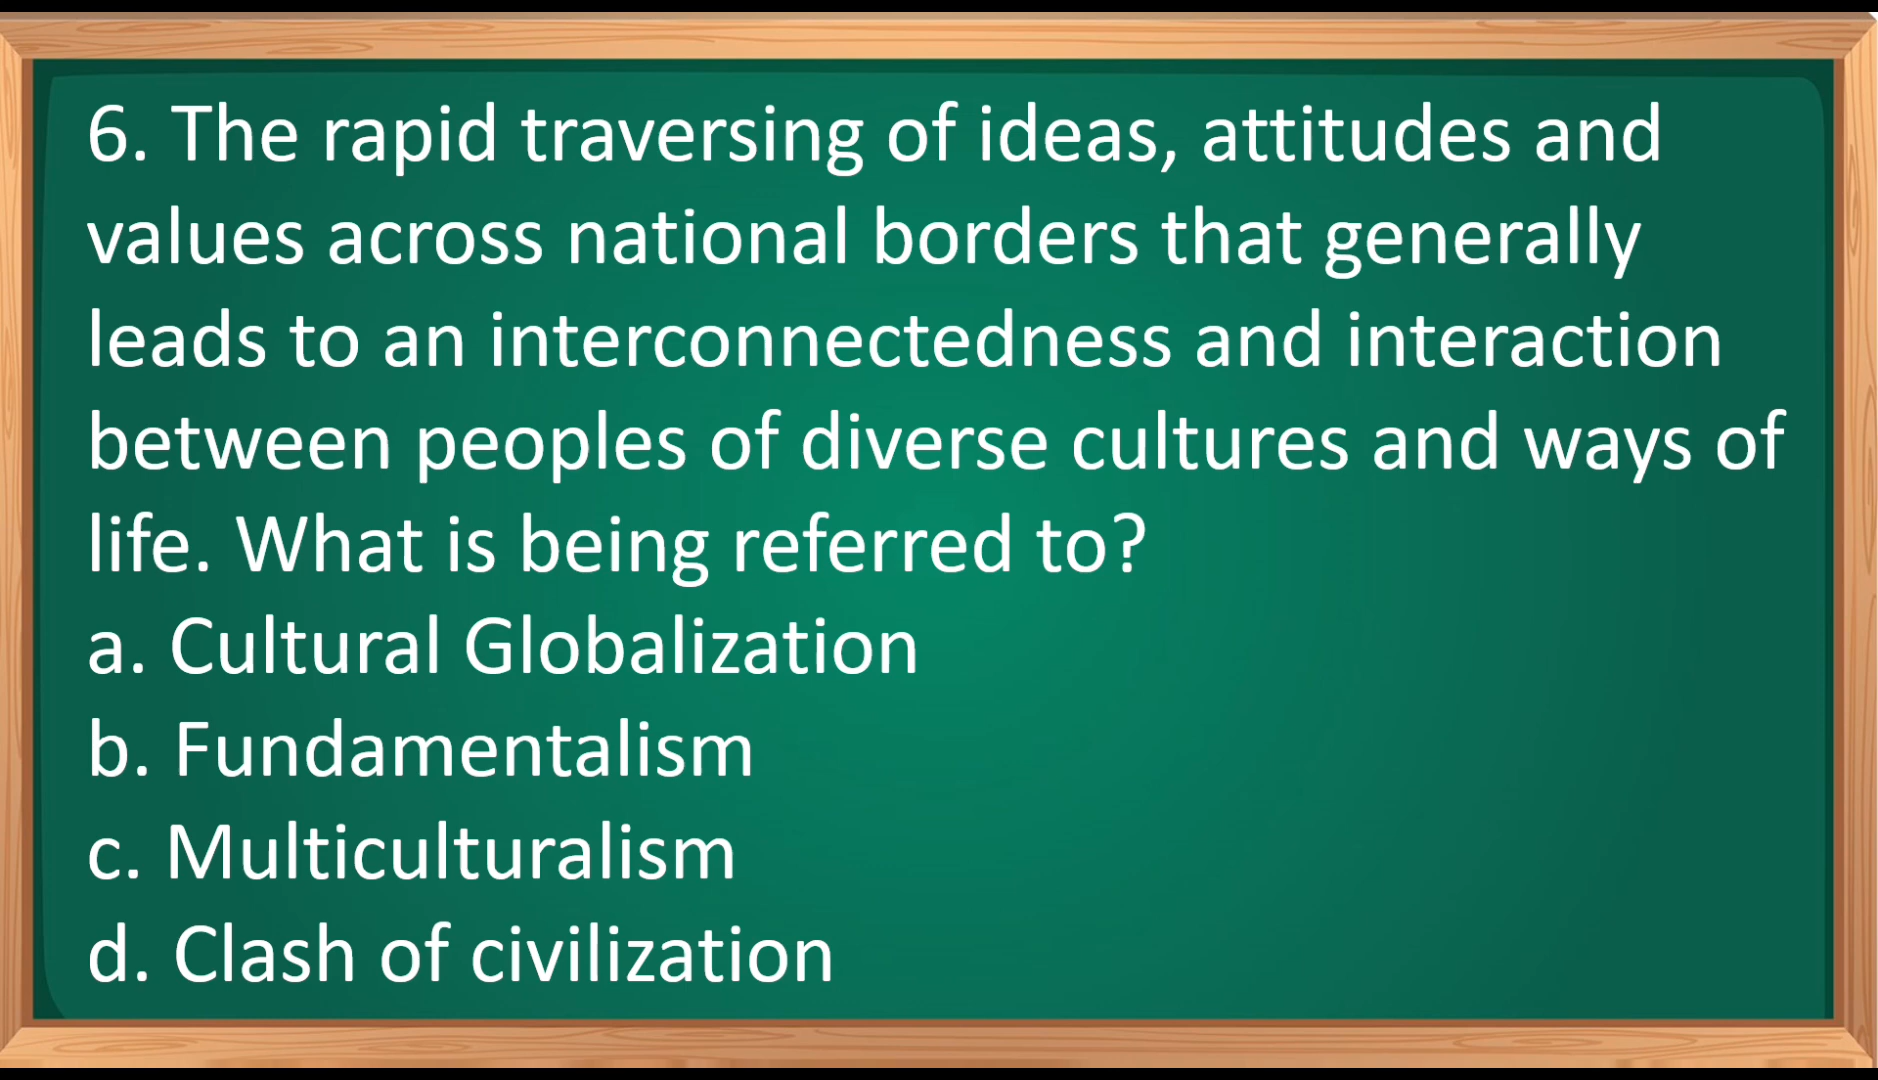 6. The rapid traversing of ideas, attitudes and
values across national borders that generally
leads to an interconnectedness and interaction
between peoples of diverse cultures and ways of
life. What is being referred to?
a. Cultural Globalization
b. Fundamentalism
c. Multiculturalism
d. Clash of civilization